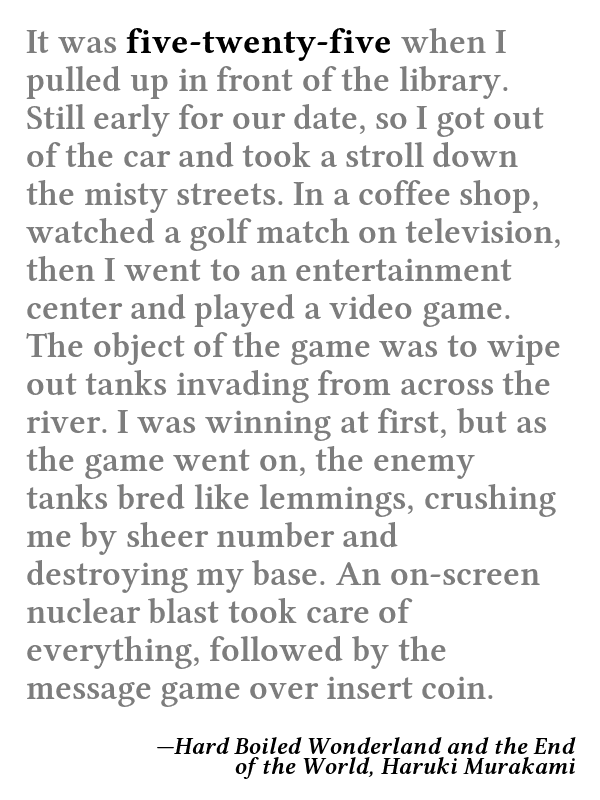 It was five-twenty-five when I
pulled up in front of the library.
Still early for our date, so I got out
of the car and took a stroll down
the misty streets. In a coffee shop,
watched a golf match on television,
then I went to an entertainment
center and played a video game.
The object of the game was to wipe
out tanks invading from across the
river. I was winning at first, but as
the game went on, the enemy
tanks bred like lemmings, crushing
me by sheer number and
destroying my base. An on-screen
nuclear blast took care of
everything, followed by the
message game over insert coin.
—Hard Boiled Wonderland and the End
of the World, Haruki Murakami